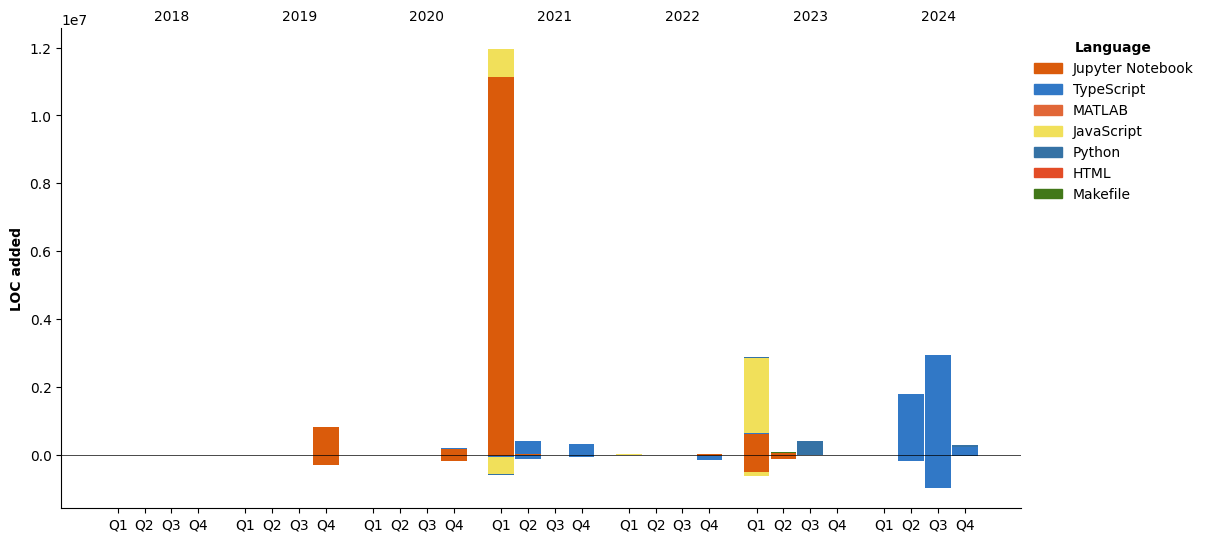 1e7
2018 2019 2020 2021 2022 2023 2024
1.2
1.0
0.8
0.6
0.4
0.2
0.0
LOC added
Q1 Q2 Q3 Q4 Q1 Q2 Q3 Q4 Q1 Q2 Q3 Q4 Q1 Q2 Q3 Q4 Q1 Q2 Q3 Q4 Q1 Q2 Q3 Q4 Q1 Q2 Q3 Q4
Language
Jupyter Notebook
TypeScript
MATLAB
JavaScript
Python
HTML
Makefile